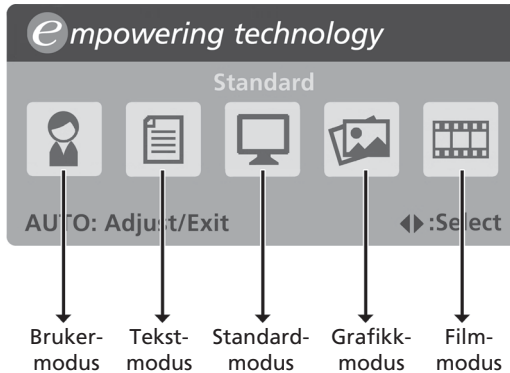 empowering technology
Standard
AUTO: Adjust/Exit :Select
Bruker- Tekst- Standard- Grafikk- Film-
modus modus modus modus modus